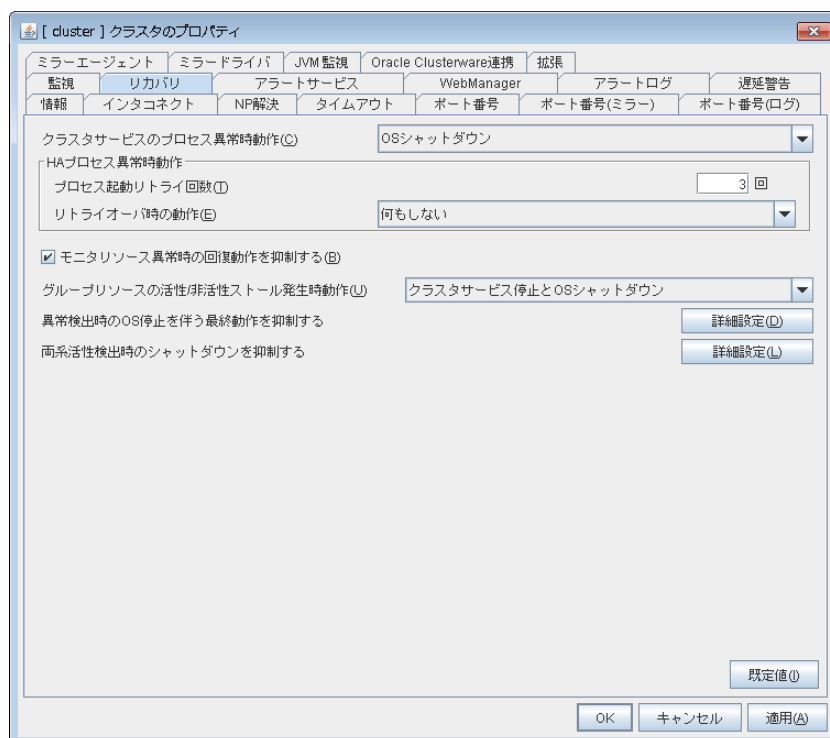 [ cluster ] クラスタのプロパティ
ミラーエージェント ミラードライバ JVM監視 Oracle Clusterware連携 拡張
監視 リカバリ アラートサービス WebManager アラートログ 遅延警告
情報 インタコネクト NP解決 タイムアウト ポート番号 ポート番号(ミラー) ポート番号(ログ)
クラスタサービスのプロセス異常時動作(C) OSシャットダウン
HAプロセス異常時動作
プロセス起動リトライ回数(T) 3 回
リトライオーバ時の動作(E) 何もしない
モニタリソース異常時の回復動作を抑制する(B)
グループリソースの活性/非活性ストール発生時動作(U) クラスタサービス停止とOSシャットダウン
異常検出時のOS停止を伴う最終動作を抑制する 詳細設定(D)
両系活性検出時のシャットダウンを抑制する 詳細設定(L)
既定値(I)
OK キャンセル 適用(A)